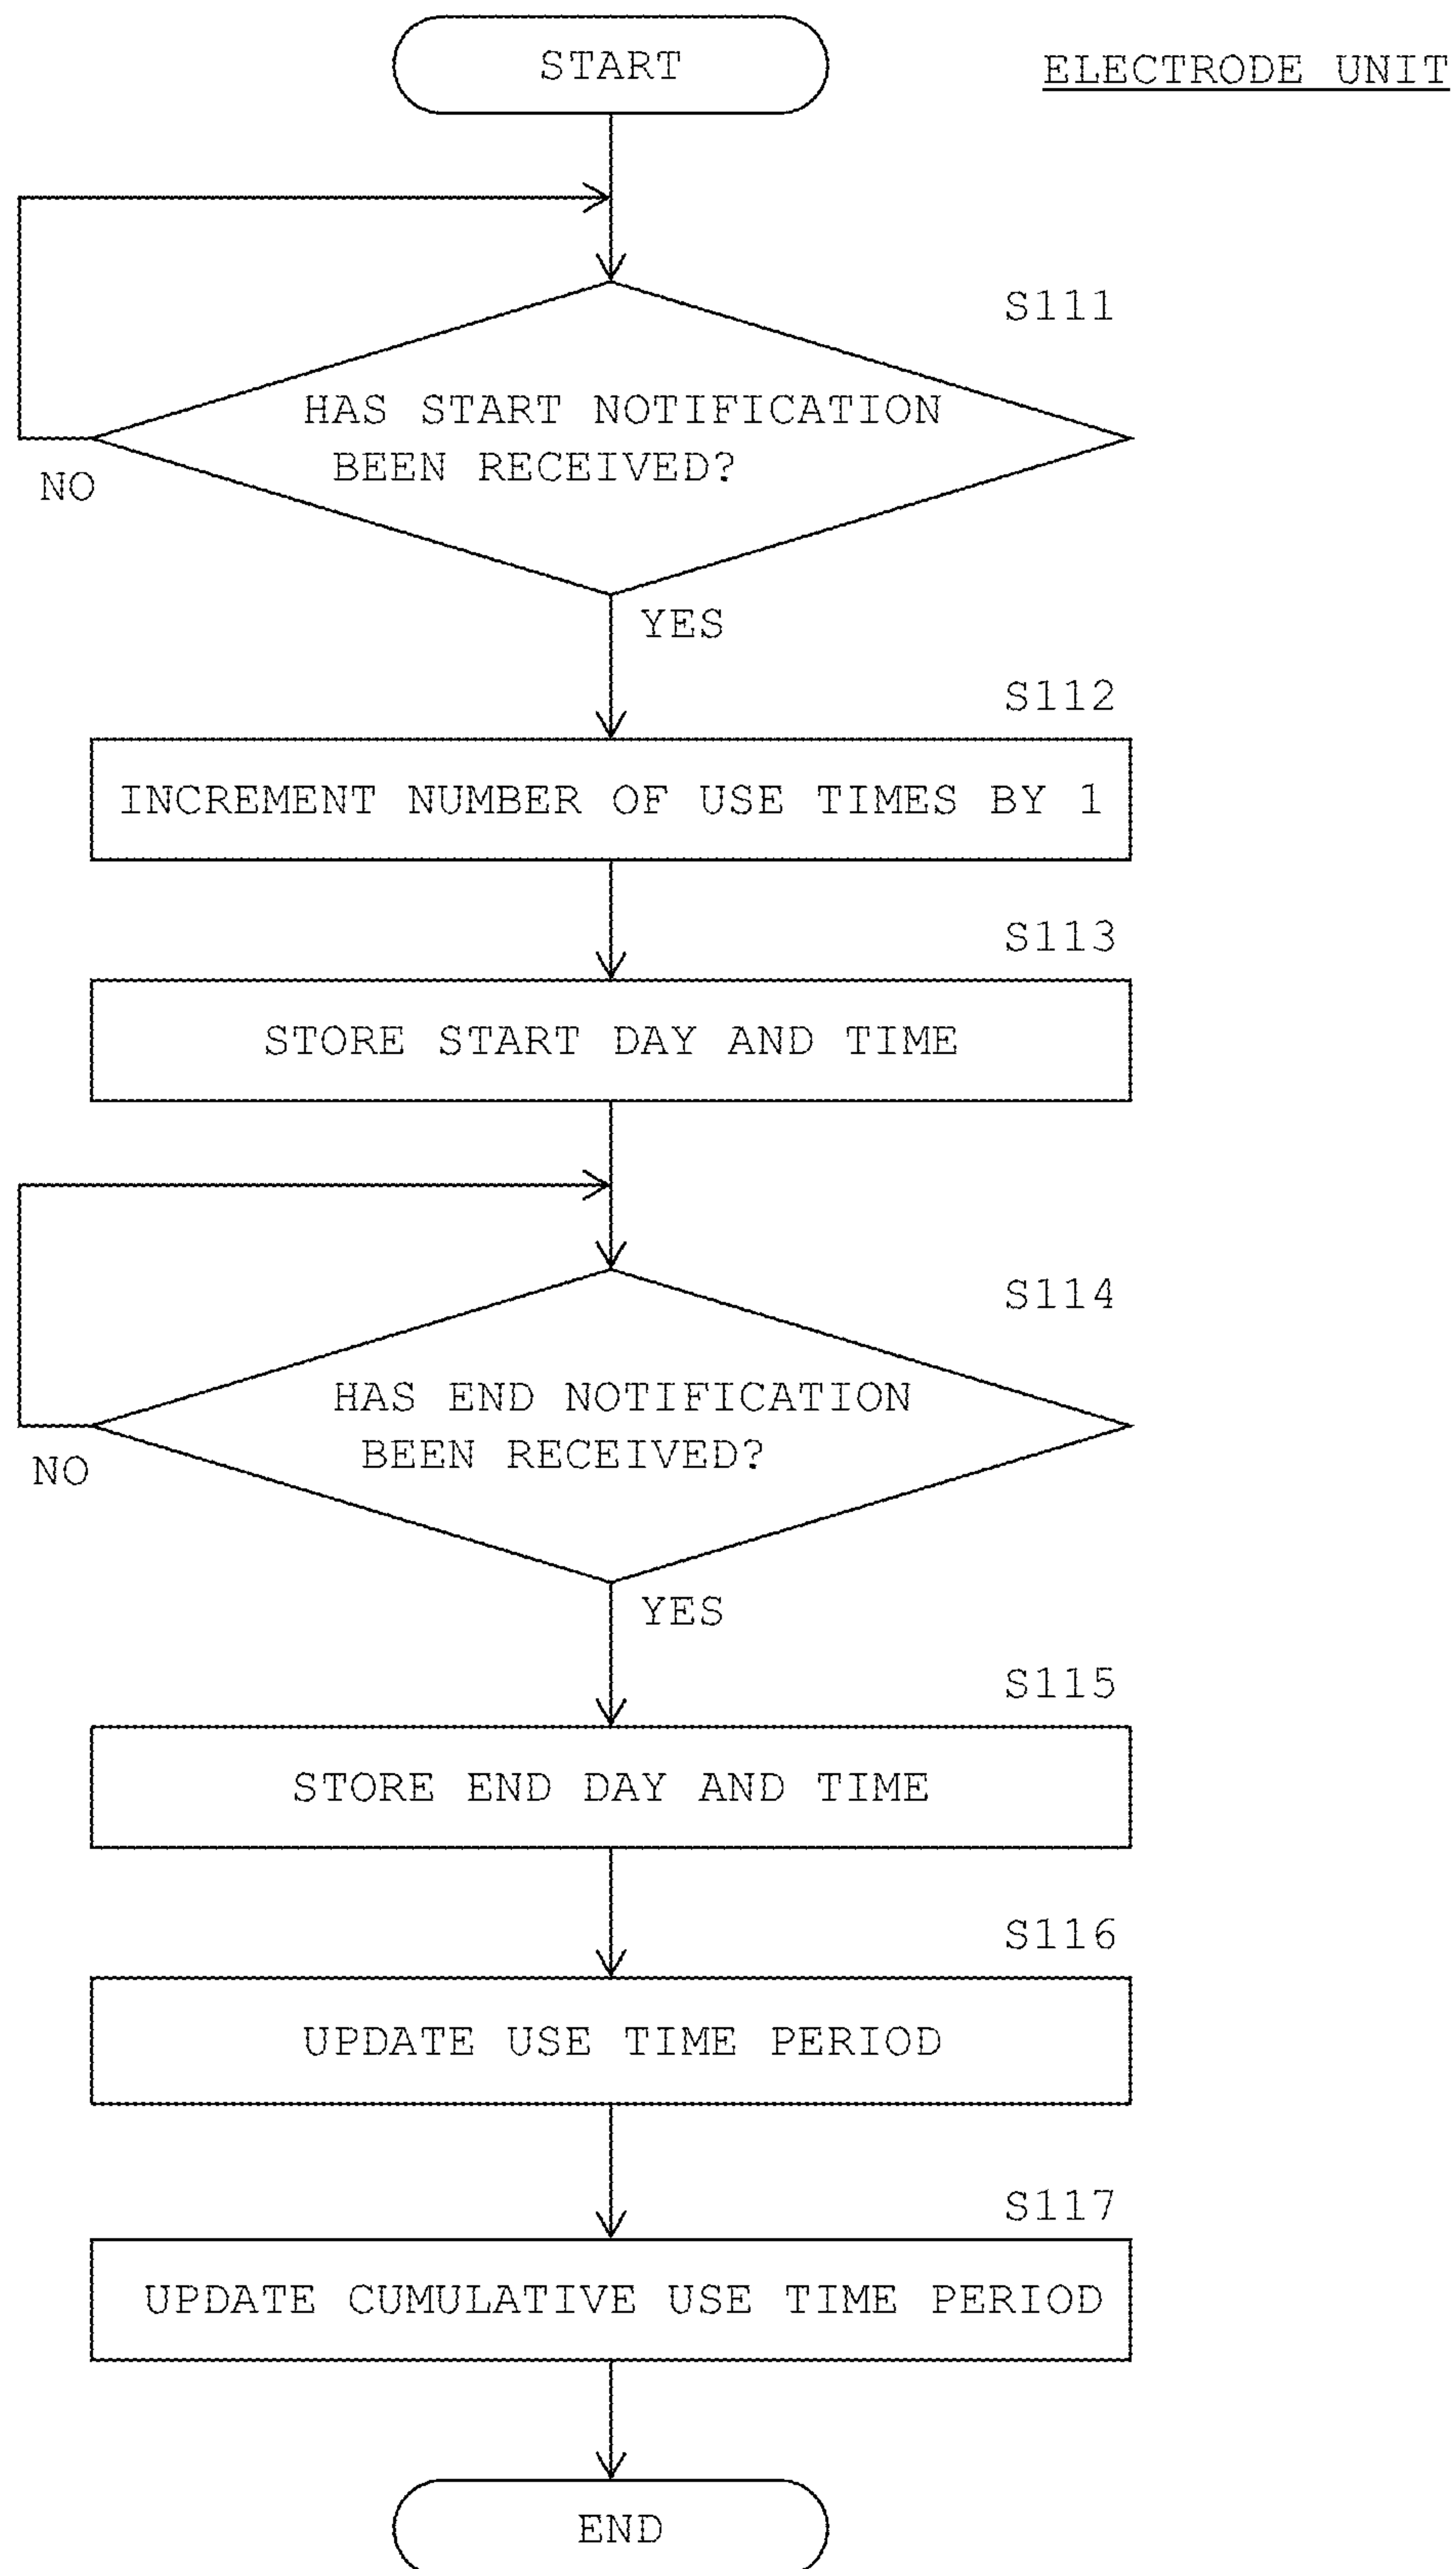 START
ELECTRODE UNIT
S111
HAS START NOTIFICATION
BEEN RECEIVED?
NO
YES
S112
INCREMENT NUMBER OF USE TIMES BY 1
S113
STORE START DAY AND TIME
S114
HAS END NOTIFICATION
BEEN RECEIVED?
NO
YES
S115
STORE END DAY AND TIME
S116
UPDATE USE TIME PERIOD
S117
UPDATE CUMULATIVE USE TIME PERIOD
END